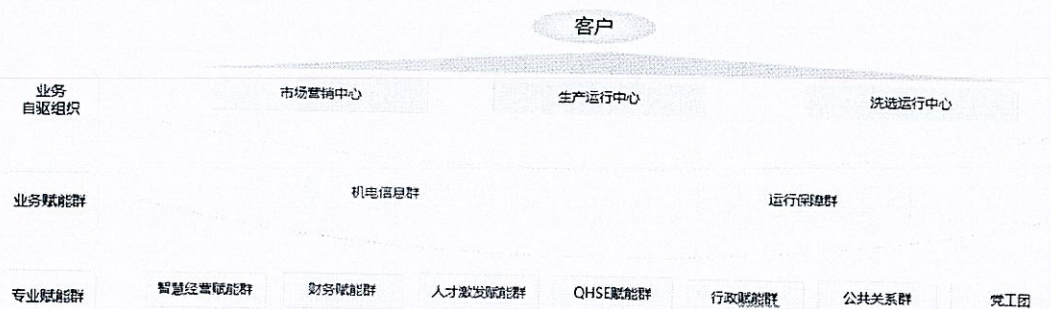 客户
业务
自驱组织
市场营销中心
生产运行中心
洗选运行中心
业务赋能群
机电信息群
运行保障群
专业赋能群
智慧经营赋能群
财务赋能群
人才激发赋能群
QHSE赋能群
行政赋能群
公共关系群
党工团